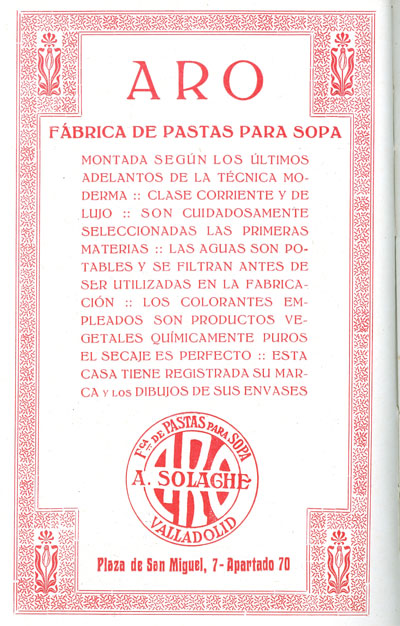 ARO
FÁBRICA DE PASTAS PARA SOPA
MONTADA SEGÚN LOS ÚLTIMOS
ADELANTOS DE LA TÉCNICA MO-
DERMA :: CLASE CORRIENTE Y DE
LUJO :: SON CUIDADOSAMENTE
SELECCIONADAS LAS PRIMERAS
MATERIAS :: LAS AGUAS SON PO-
TABLES Y SE FILTRAN ANTES DE
SER UTILIZADAS EN LA FABRICA-
CIÓN :: LOS COLORANTES EM-
PLEADOS SON PRODUCTOS VE-
GETALES QUÍMICAMENTE PUROS
EL SECAJE ES PERFECTO :: ESTA
CASA TIENE REGISTRADA SU MAR-
CA y LOS DIBUJOS DE SUS ENVASES
Fca DE PASTAS PARA SOPA
ARO
A. SOLACHE
VALLADOLID
Plaza de San Miguel, 7-Apartado 70